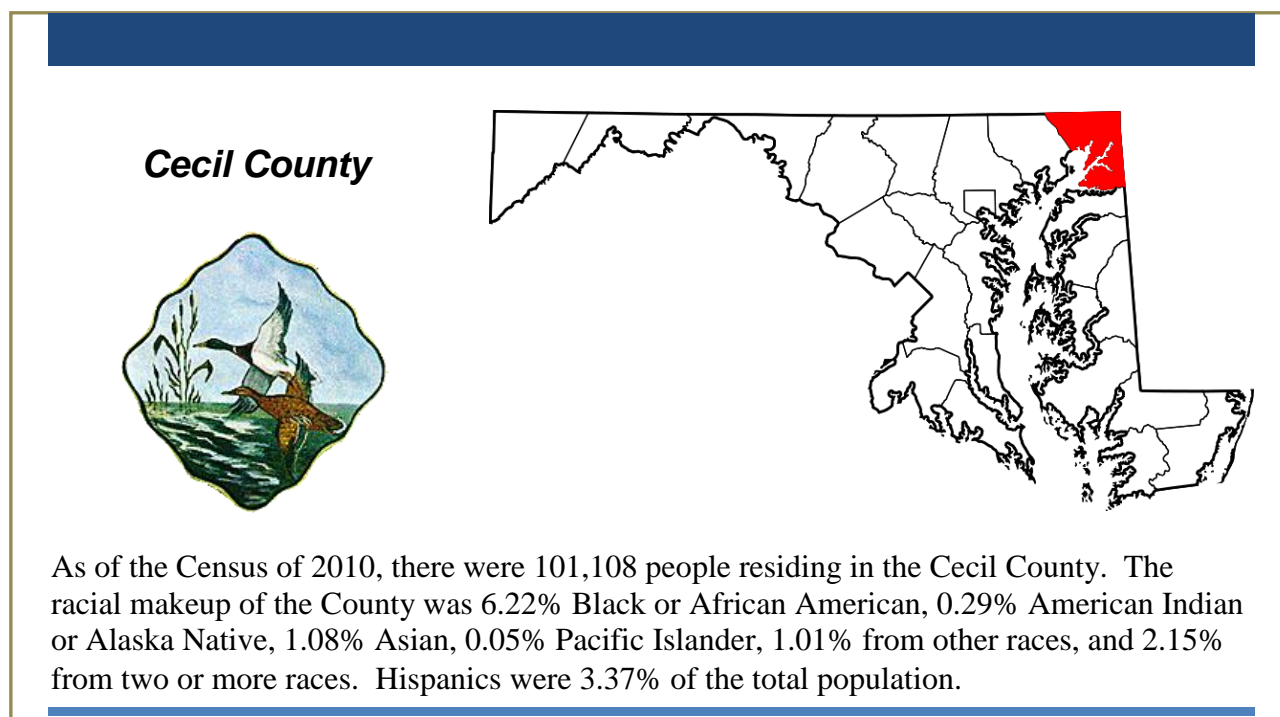 Cecil County
As of the Census of 2010, there were 101,108 people residing in the Cecil County.  The
racial makeup of the County was 6.22% Black or African American, 0.29% American Indian
or Alaska Native, 1.08% Asian, 0.05% Pacific Islander, 1.01% from other races, and 2.15%
from two or more races.  Hispanics were 3.37% of the total population.